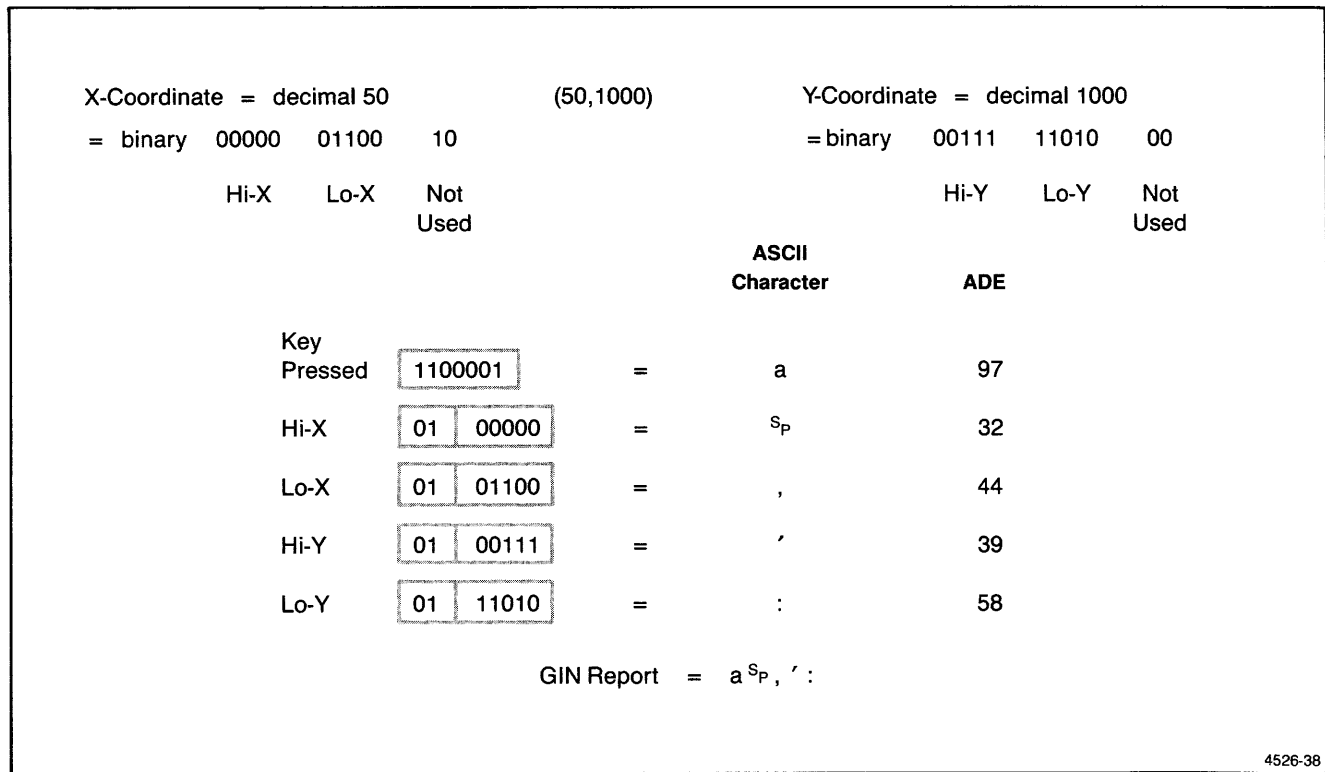 X-Coordinate = decimal 50 (50,1000) Y-Coordinate = decimal 1000
= binary 00000 01100 10 = binary 00111 11010 00
Hi-X Lo-X Not Used Hi-Y Lo-Y Not Used
ASCII Character ADE
Key Pressed 1100001 = a 97
Hi-X 01 00000 = SP 32
Lo-X 01 01100 = , 44
Hi-Y 01 00111 = ′ 39
Lo-Y 01 11010 = : 58
GIN Report = a SP , ′ :
4526-38